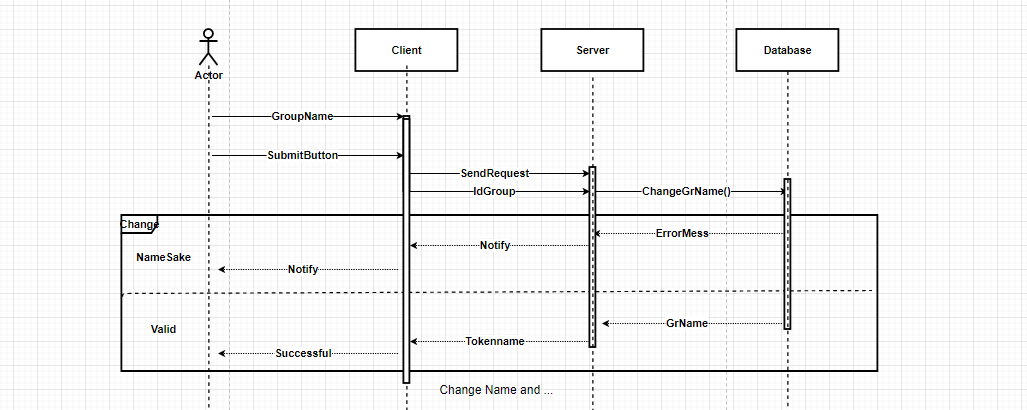 Client
Server
Database
Actor
GroupName
SubmitButton
SendRequest
IdGroup
ChangeGrName()
Change
ErrorMess
Notify
NameSake
Notify
GrName
Valid
Tokenname
Successful
Change Name and ...